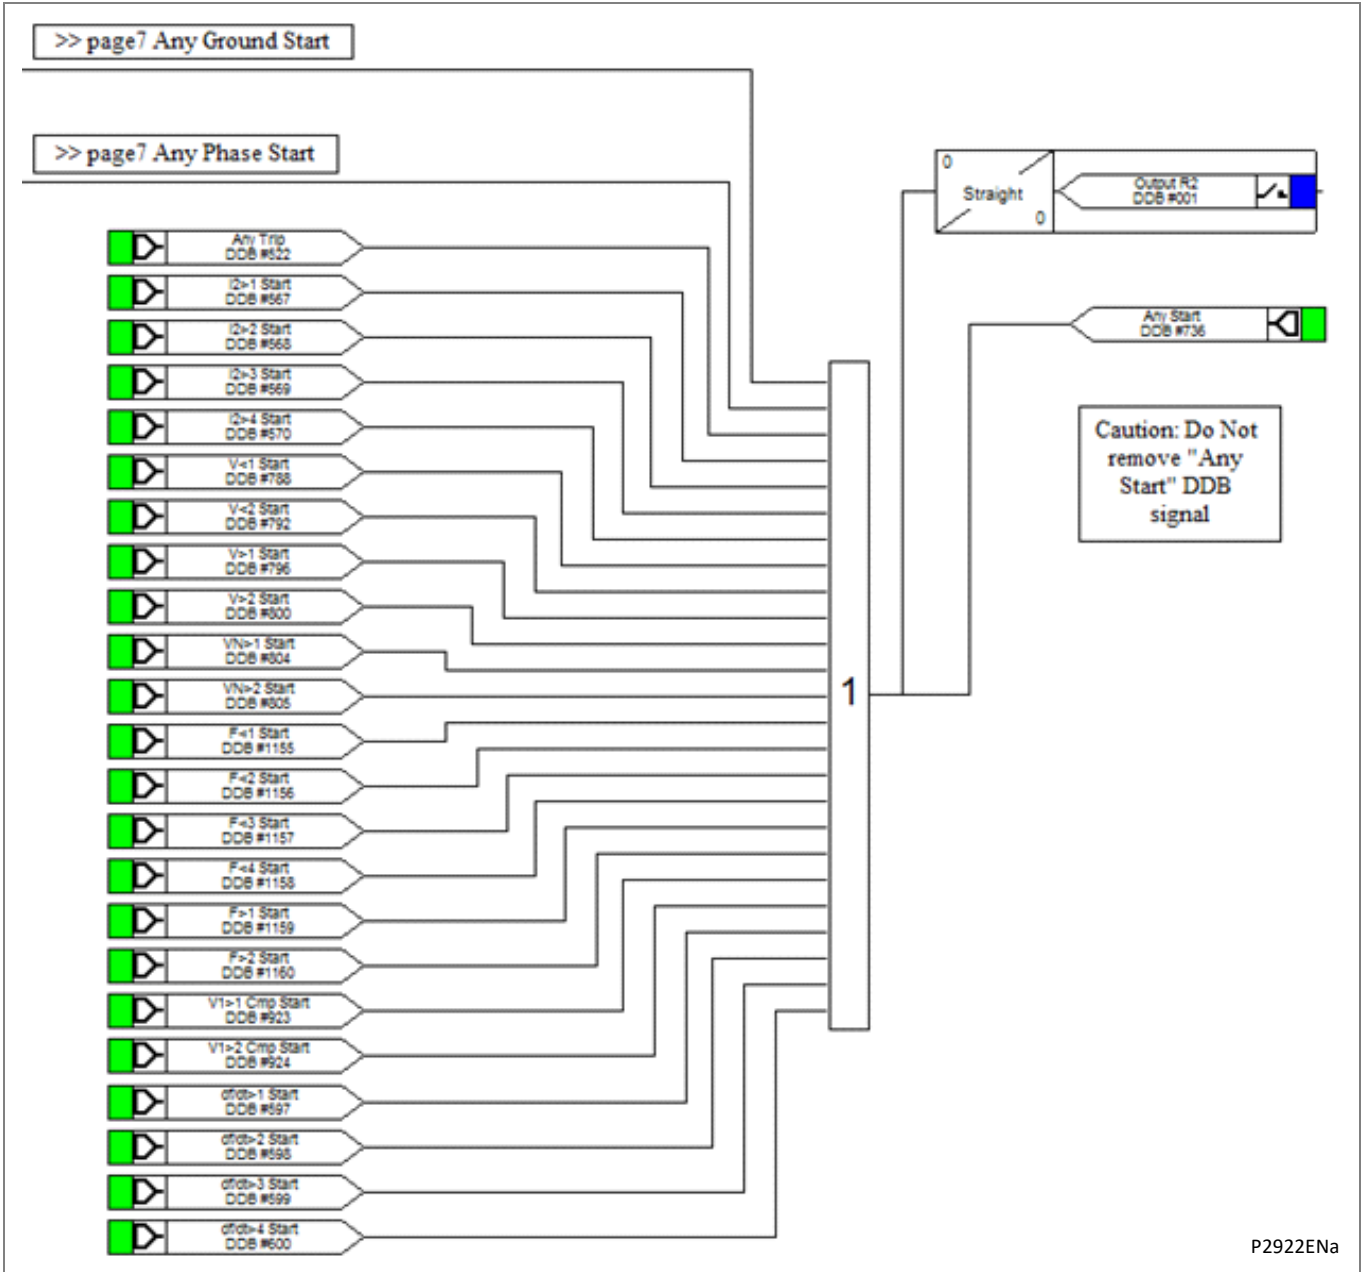 >> page7 Any Ground Start
>> page7 Any Phase Start
0
Straight
0
Output R2
DDB #001
Any Trip
DDB #522
I2>1 Start
DDB #567
I2>2 Start
DDB #568
I2>3 Start
DDB #569
I2>4 Start
DDB #570
V<1 Start
DDB #788
V<2 Start
DDB #792
V>1 Start
DDB #796
V>2 Start
DDB #800
VN>1 Start
DDB #804
VN>2 Start
DDB #805
F<1 Start
DDB #1155
F<2 Start
DDB #1156
F<3 Start
DDB #1157
F<4 Start
DDB #1158
F>1 Start
DDB #1159
F>2 Start
DDB #1160
V1>1 Cmp Start
DDB #923
V1>2 Cmp Start
DDB #924
df/dt>1 Start
DDB #597
df/dt>2 Start
DDB #598
df/dt>3 Start
DDB #599
df/dt>4 Start
DDB #600
1
Any Start
DDB #736
Caution: Do Not
remove "Any
Start" DDB
signal
P2922ENa